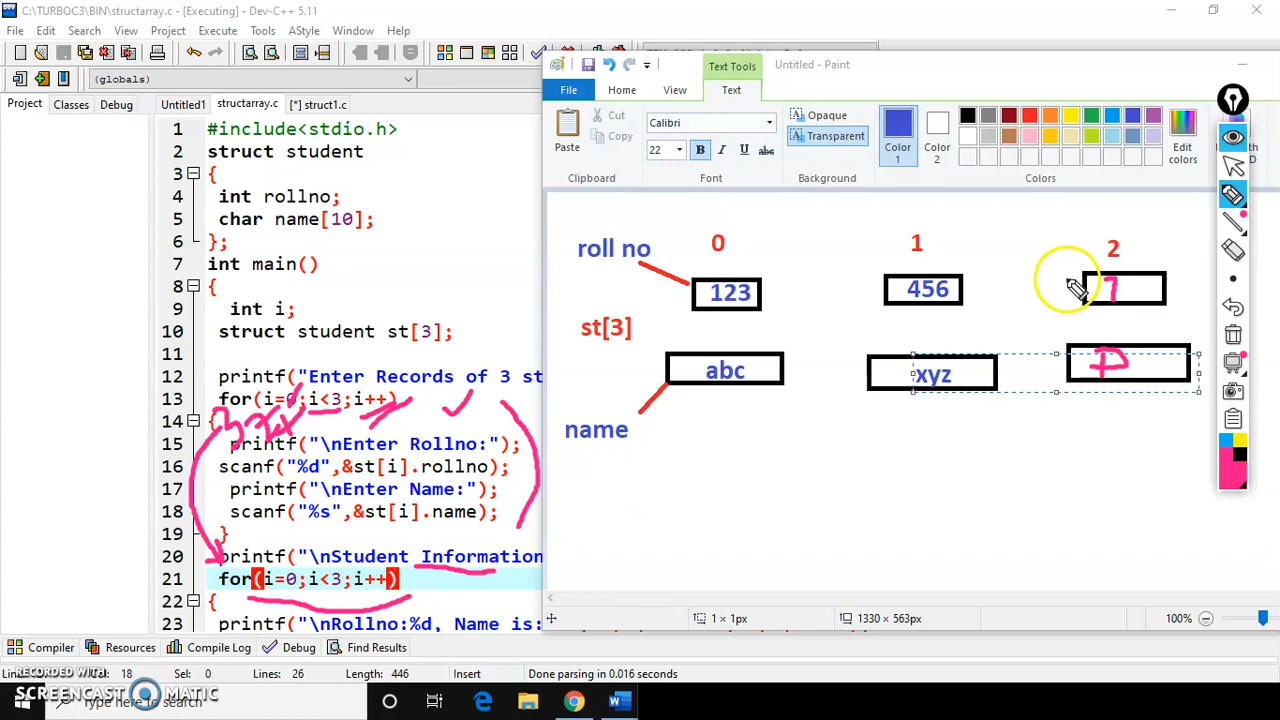 C:\TURBOC3\BIN\structarray.c - [Executing] - Dev-C++ 5.11
File Edit Search View Project Execute Tools AStyle Window Help
(globals)
Project Classes Debug
Untitled1 structarray.c [*] struct1.c
1 #include<stdio.h>
2 struct student
3 {
4 int rollno;
5 char name[10];
6 };
7 int main()
8 {
9 int i;
10 struct student st[3];
11
12 printf("Enter Records of 3 st
13 for(i=0;i<3;i++)
14 {
15 printf("\nEnter Rollno:");
16 scanf("%d",&st[i].rollno);
17 printf("\nEnter Name:");
18 scanf("%s",&st[i].name);
19 }
20 printf("\nStudent Information
21 for(i=0;i<3;i++)
22 {
23 printf("\nRollno:%d, Name is:
Compiler Resources Compile Log Debug Find Results
Col: 18 Sel: 0 Lines: 26 Length: 446 Insert Done parsing in 0.016 seconds
Text Tools
Untitled - Paint
File Home View Text
Paste Cut Copy
Clipboard
Calibri
22 B I U abc
Font
Opaque
Transparent
Background
Color 1
Color 2
Edit colors
Colors
roll no 0 1 2
123 456 7
st[3]
abc xyz P
name
1 × 1px 1330 × 563px 100%
RECORDED WITH
SCREENCAST MATIC
Type here to search